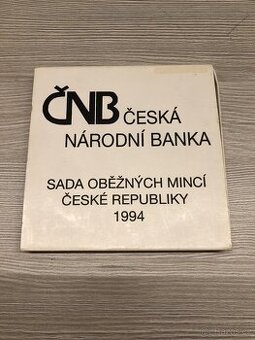 ČNB ČESKÁ
NÁRODNÍ BANKA
SADA OBĚŽNÝCH MINCÍ
ČESKÉ REPUBLIKY
1994